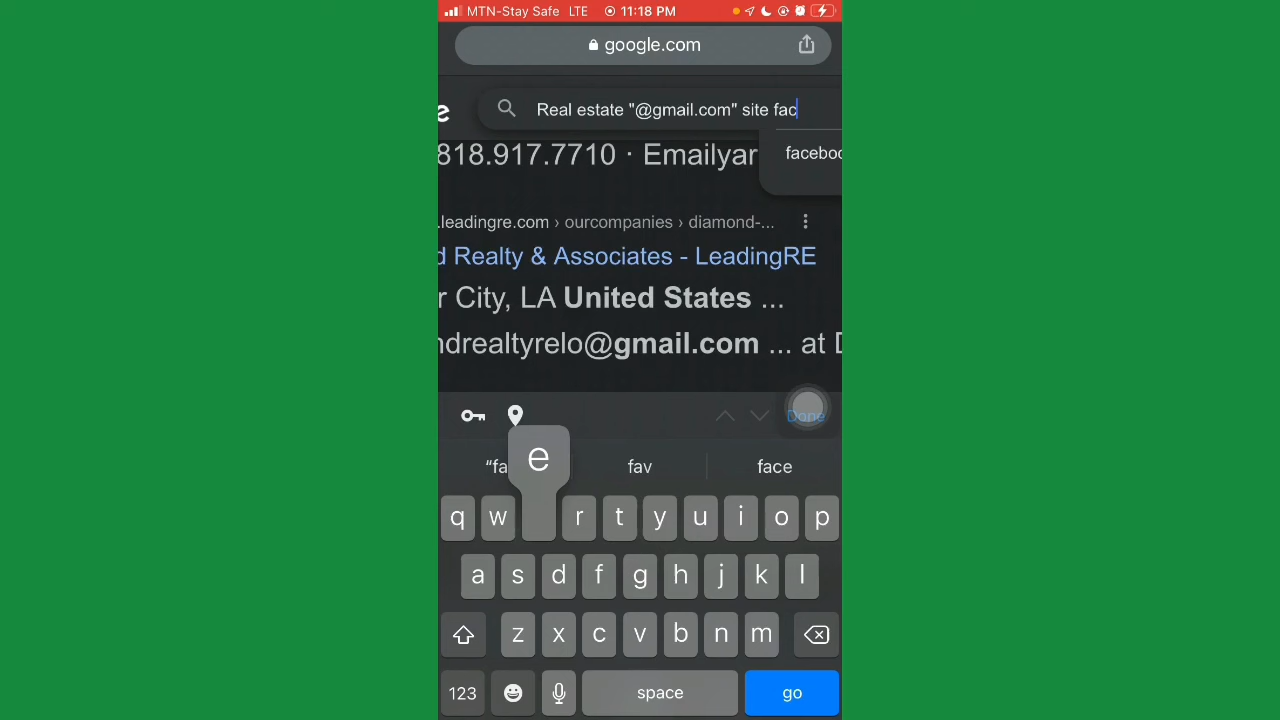 MTN-Stay Safe LTE 11:18 PM
google.com
e
Real estate "@gmail.com" site fac
818.917.7710 · Emailyar
faceboo
.leadingre.com › ourcompanies › diamond-...
d Realty & Associates - LeadingRE
r City, LA United States ...
ndrealtyrelo@gmail.com ... at D
Done
"fa
fav
face
e
q w r t y u i o p
a s d f g h j k l
z x c v b n m
123 space go